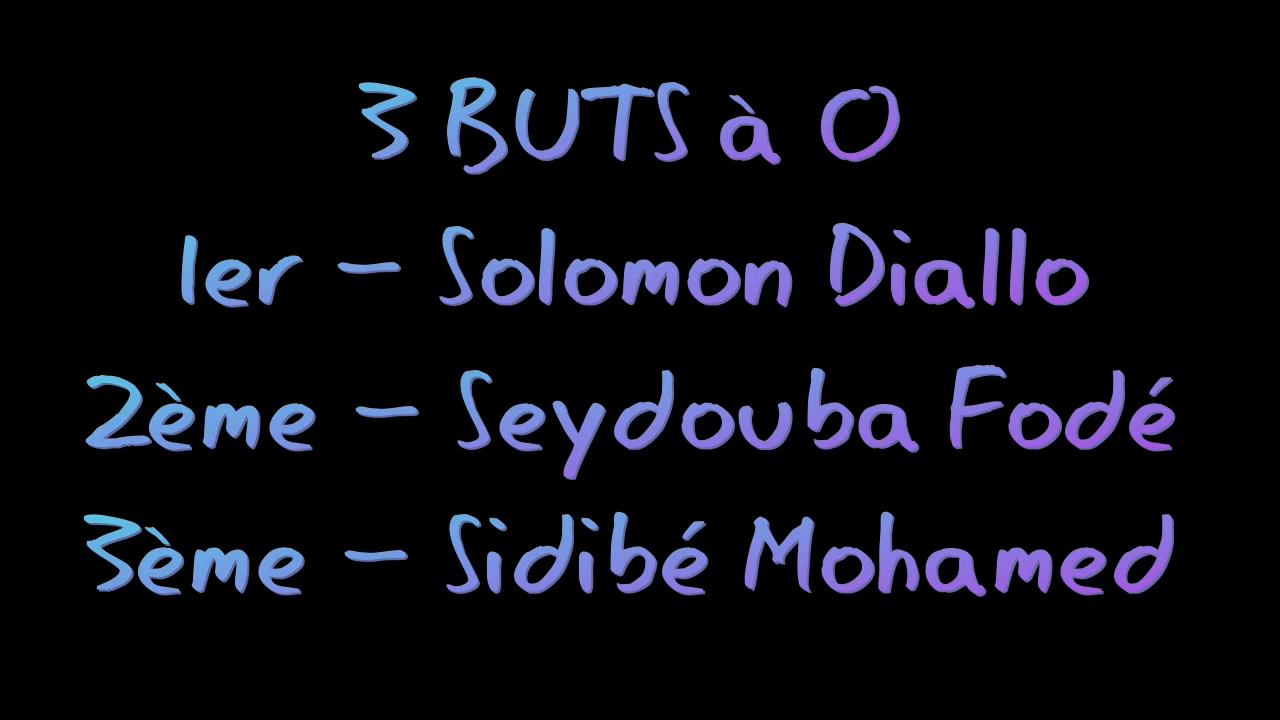 3 BUTS à 0
1er - Solomon Diallo
2ème - Seydouba Fodé
3ème - Sidibé Mohamed